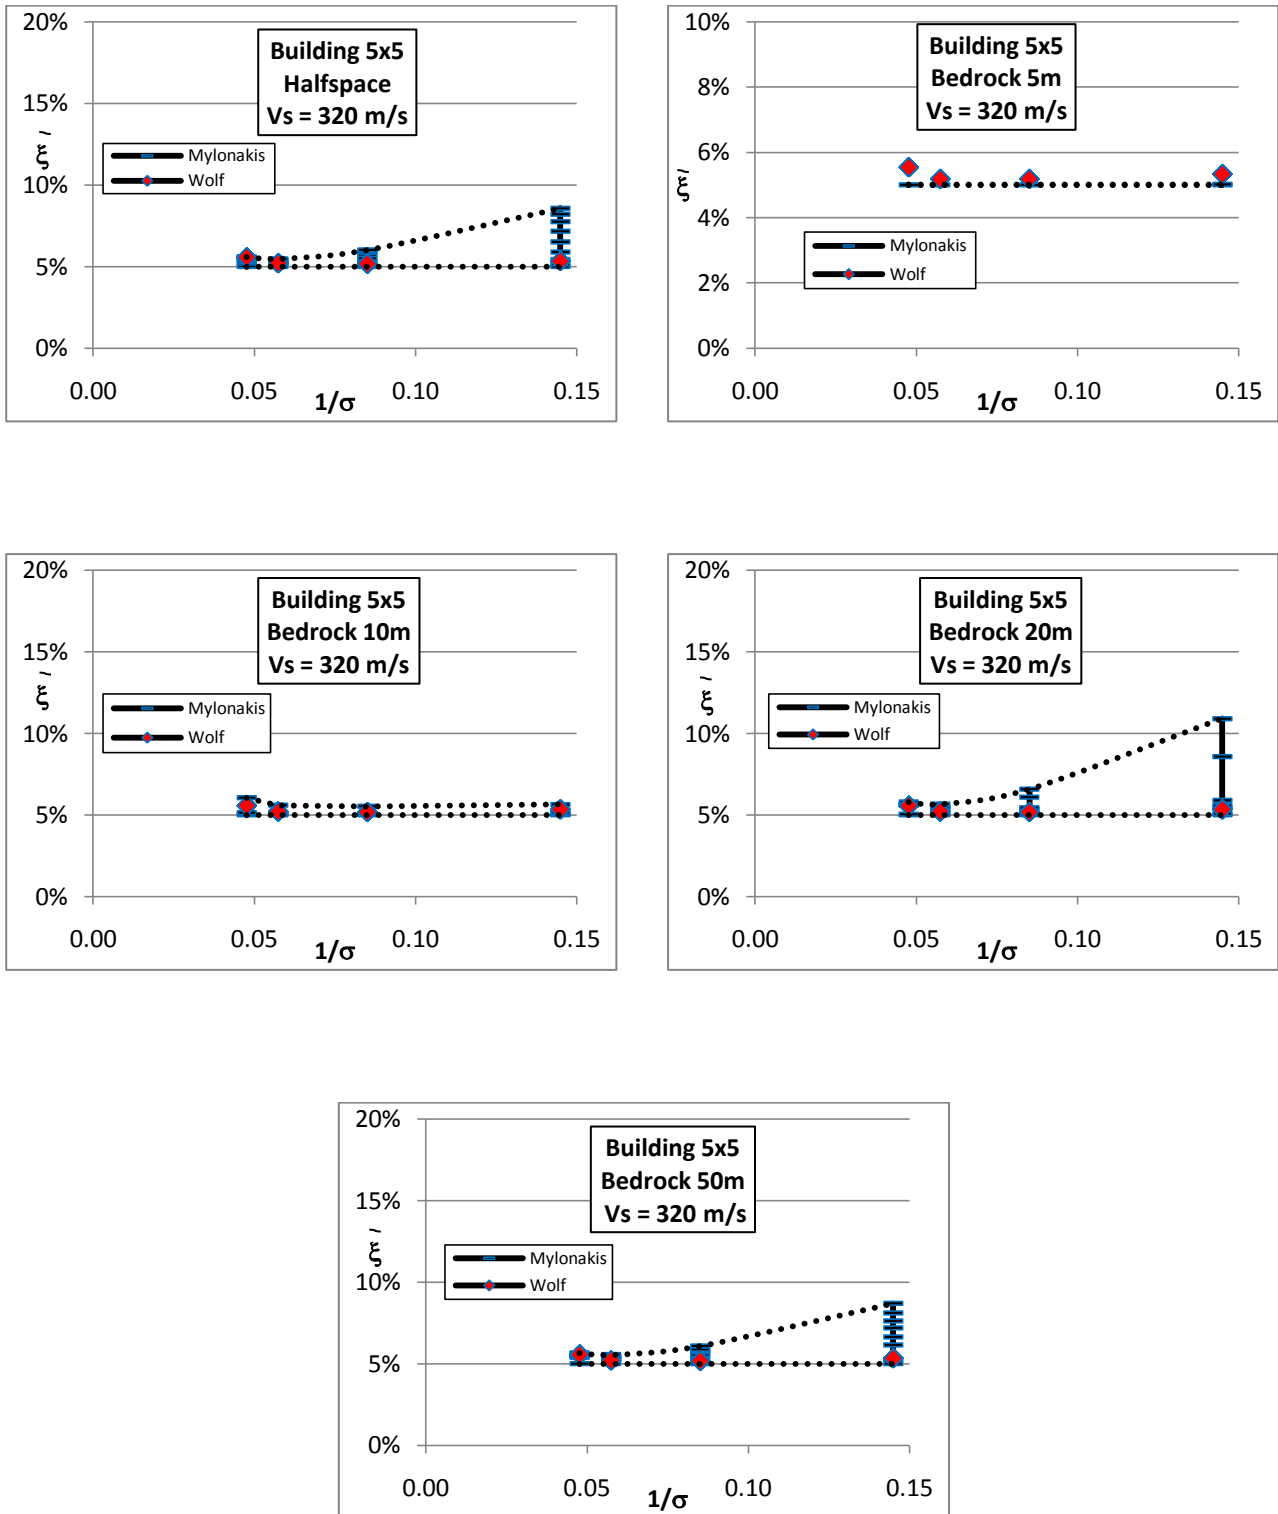 20%
15%
10%
5%
0%
ξ̃
Building 5x5
Halfspace
Vs = 320 m/s
Mylonakis
Wolf
0.00 0.05 0.10 0.15
1/σ
10%
8%
6%
4%
2%
0%
ξ̃
Building 5x5
Bedrock 5m
Vs = 320 m/s
Mylonakis
Wolf
0.00 0.05 0.10 0.15
1/σ
20%
15%
10%
5%
0%
ξ̃
Building 5x5
Bedrock 10m
Vs = 320 m/s
Mylonakis
Wolf
0.00 0.05 0.10 0.15
1/σ
20%
15%
10%
5%
0%
ξ̃
Building 5x5
Bedrock 20m
Vs = 320 m/s
Mylonakis
Wolf
0.00 0.05 0.10 0.15
1/σ
20%
15%
10%
5%
0%
ξ̃
Building 5x5
Bedrock 50m
Vs = 320 m/s
Mylonakis
Wolf
0.00 0.05 0.10 0.15
1/σ